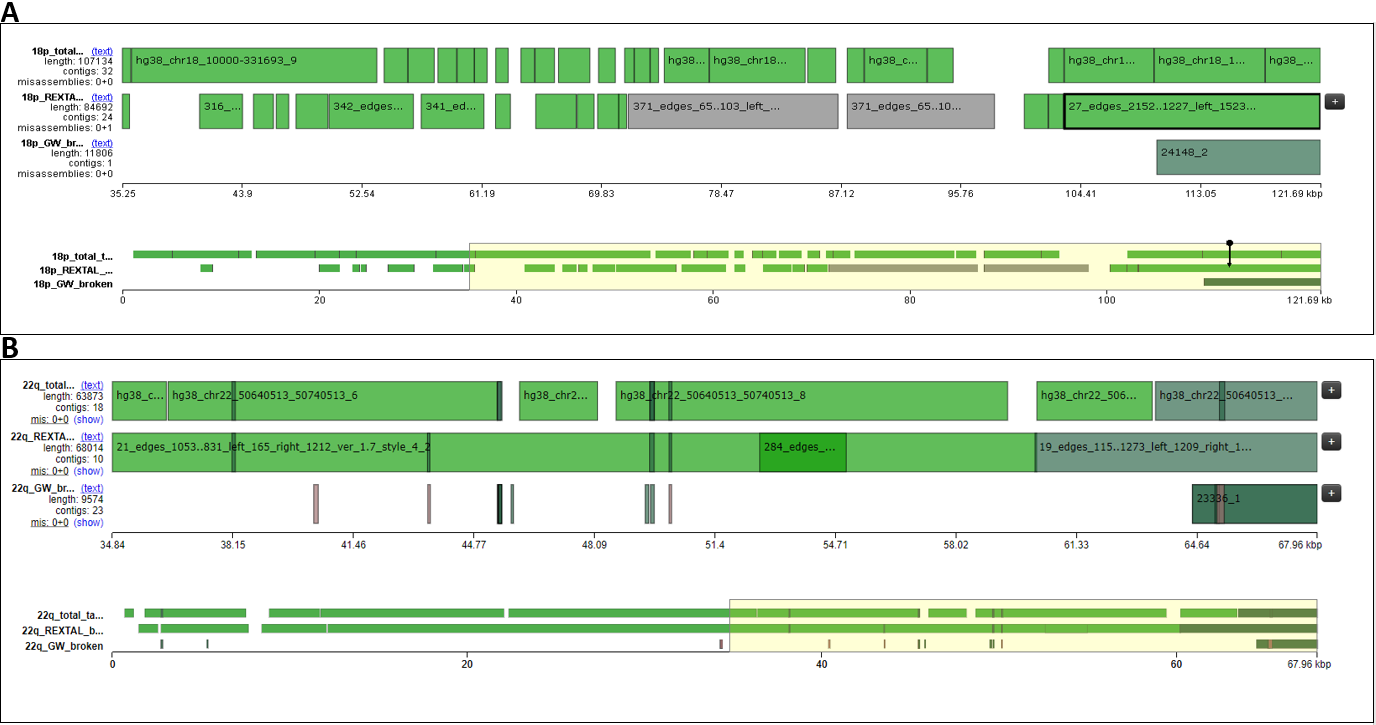 A
18p_total... (text)
length: 107134
contigs: 32
misassemblies: 0+0
hg38_chr18_10000-331693_9
hg38...
hg38_chr18...
hg38_c...
hg38_chr1...
hg38_chr18_1...
hg38_...
18p_REXTA... (text)
length: 84692
contigs: 24
misassemblies: 0+1
316_...
342_edges...
341_ed...
371_edges_65..103_left_...
371_edges_65..10...
27_edges_2152..1227_left_1523...
+
18p_GW_br... (text)
length: 11806
contigs: 1
misassemblies: 0+0
24148_2
35.25 43.9 52.54 61.19 69.83 78.47 87.12 95.76 104.41 113.05 121.69 kbp
18p_total_t...
18p_REXTAL_...
18p_GW_broken
0 20 40 60 80 100 121.69 kb
B
22q_total... (text)
length: 63873
contigs: 18
mis: 0+0 (show)
hg38_c...
hg38_chr22_50640513_50740513_6
hg38_chr2...
hg38_chr22_50640513_50740513_8
hg38_chr22_506...
hg38_chr22_50640513_...
+
22q_REXTA... (text)
length: 68014
contigs: 10
mis: 0+0 (show)
21_edges_1053..831_left_165_right_1212_ver_1.7_style_4_2
284_edges_...
19_edges_115..1273_left_1209_right_1...
+
22q_GW_br... (text)
length: 9574
contigs: 23
mis: 0+0 (show)
23336_1
+
34.84 38.15 41.46 44.77 48.09 51.4 54.71 58.02 61.33 64.64 67.96 kbp
22q_total_ta...
22q_REXTAL_b...
22q_GW_broken
0 20 40 60 67.96 kbp